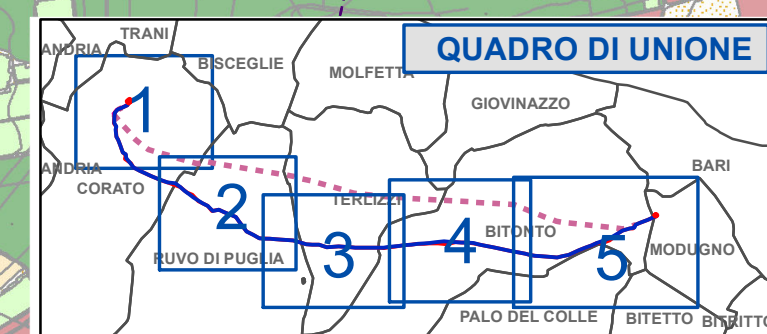 TRANI
ANDRIA
QUADRO DI UNIONE
BISCEGLIE
MOLFETTA
GIOVINAZZO
1
ANDRIA
CORATO
BARI
2
TERLIZZI
BITONTO
4
MODUGNO
RUVO DI PUGLIA
3
5
PALO DEL COLLE
BITETTO
BITRITTO